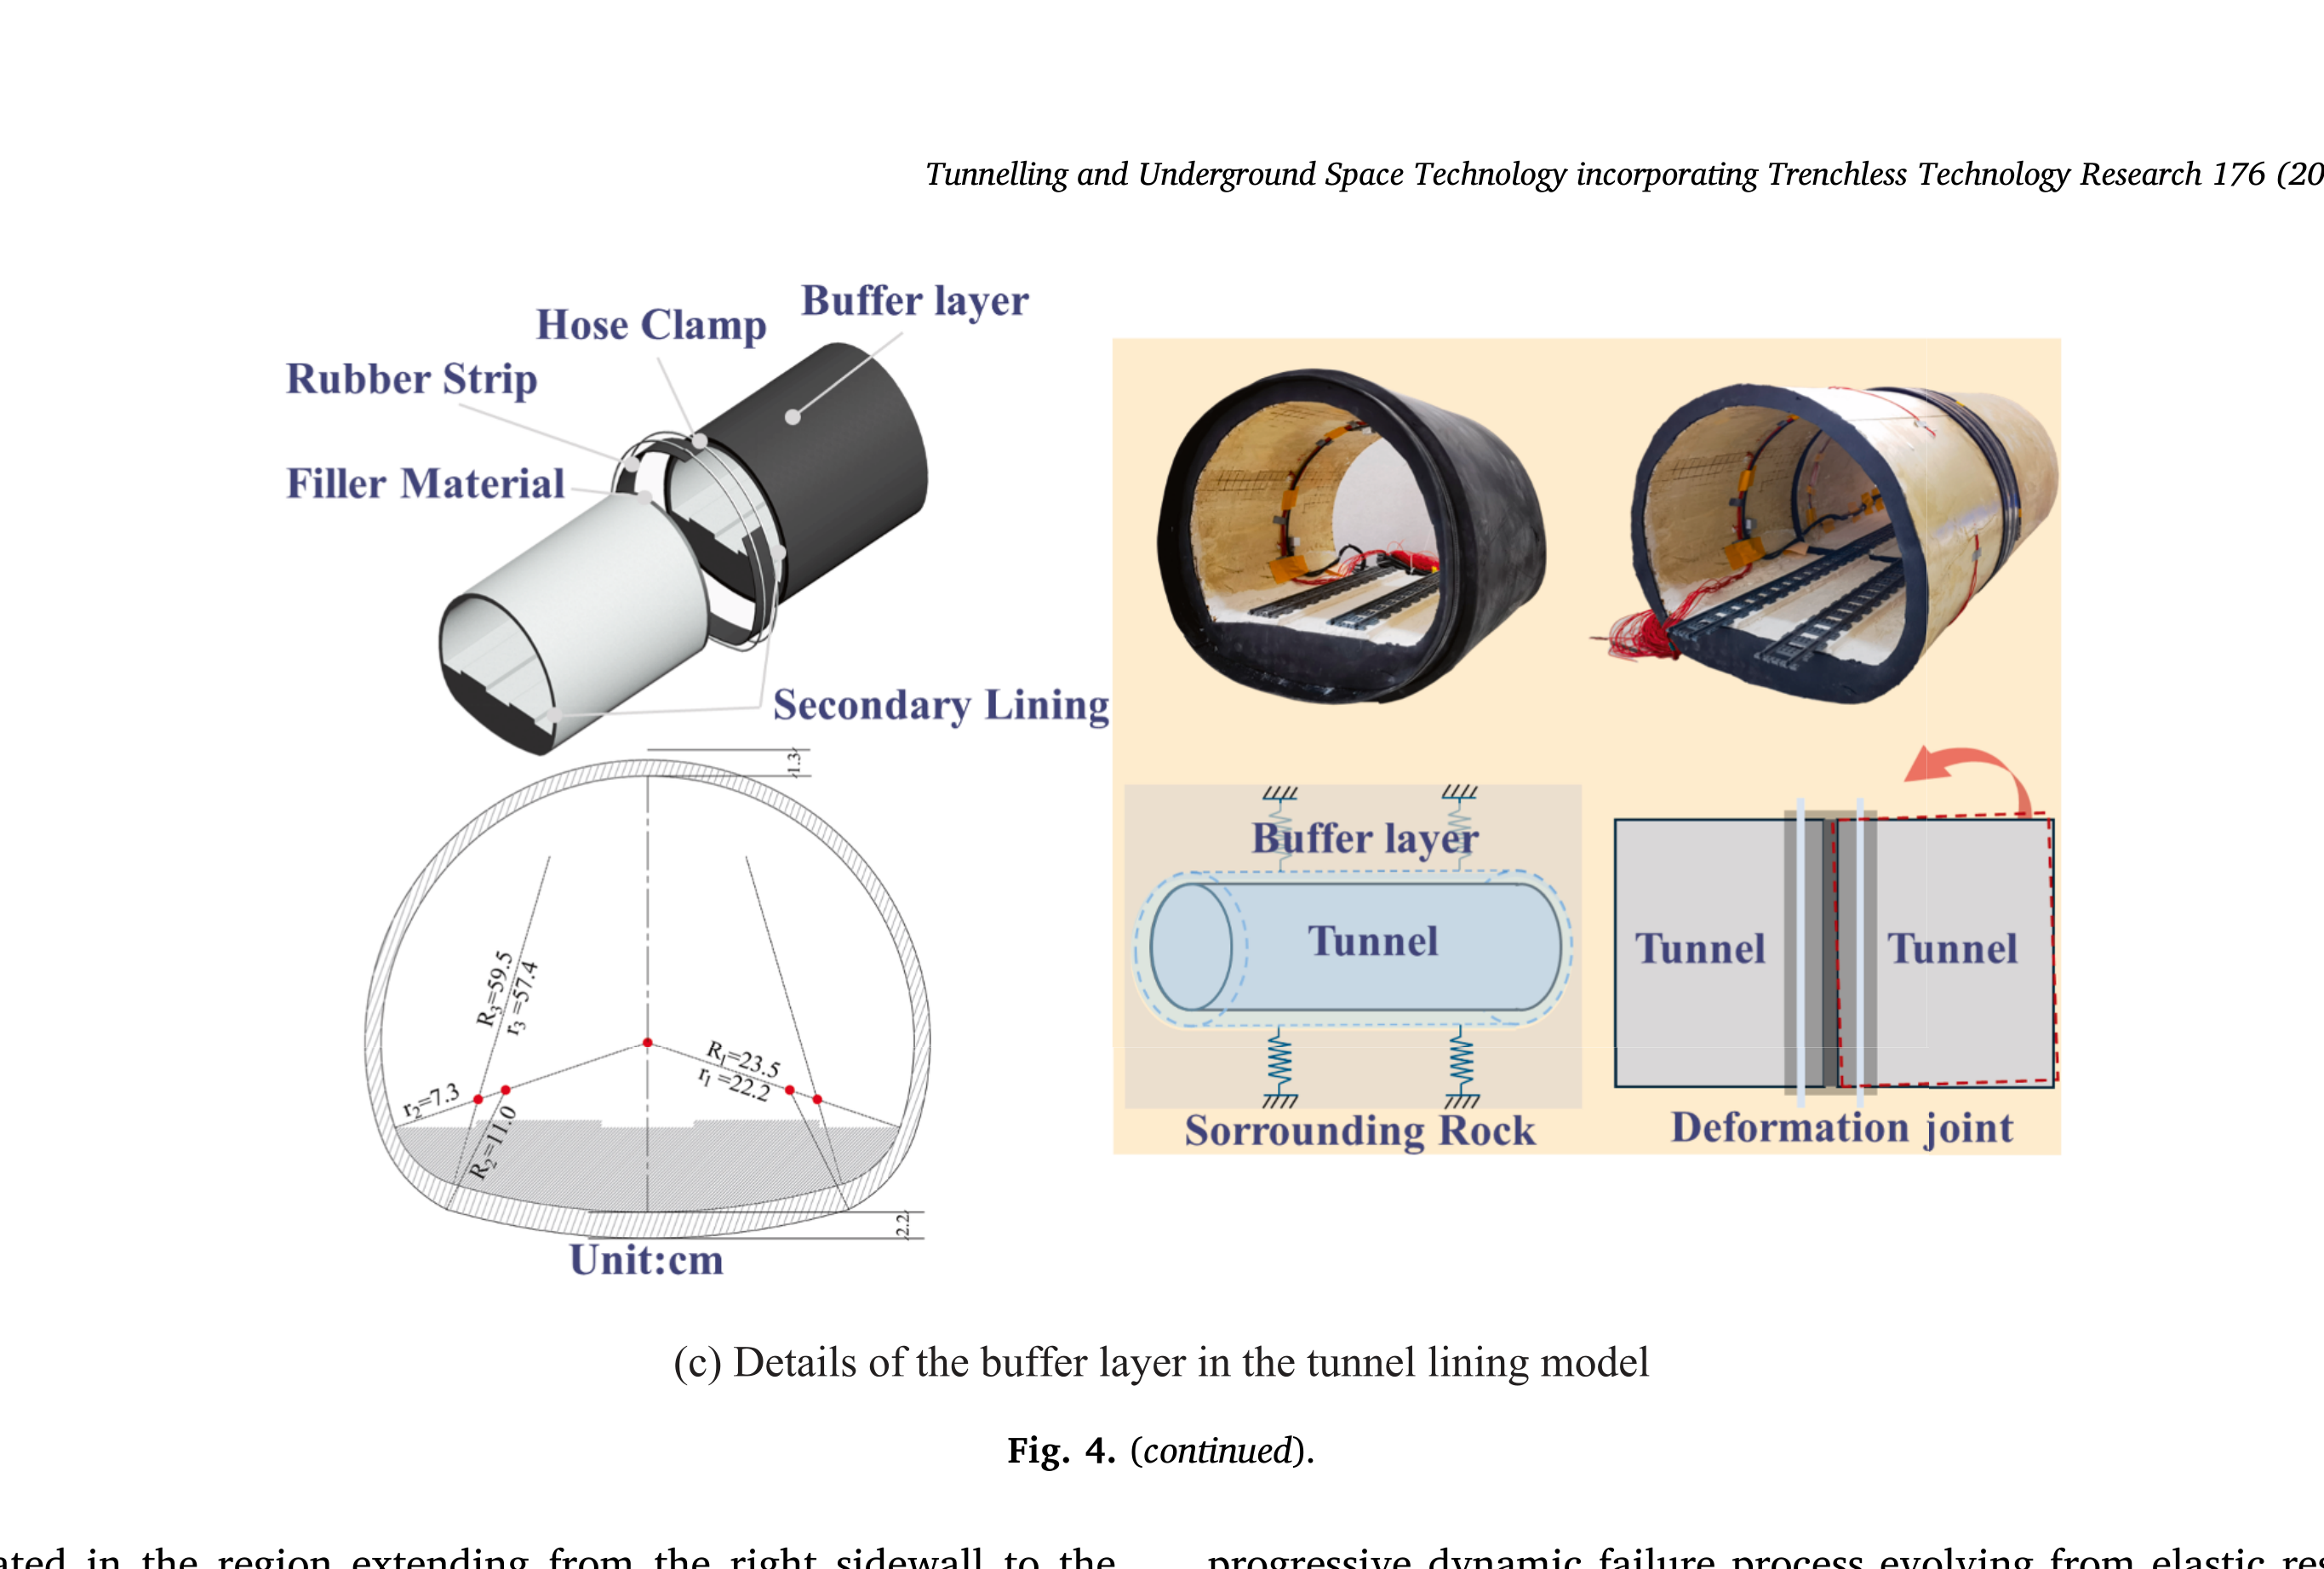 Tunnelling and Underground Space Technology incorporating Trenchless Technology Research 176 (20
Buffer layer
Hose Clamp
Rubber Strip
Filler Material
Secondary Lining
1.3
R3=59.5
r3 =57.4
R1=23.5
r1 =22.2
r2=7.3
R2=11.0
2.2
Unit:cm
Buffer layer
Tunnel
Sorrounding Rock
Tunnel
Tunnel
Deformation joint
(c) Details of the buffer layer in the tunnel lining model
Fig. 4. (continued).
ated in the region extending from the right sidewall to the
progressive dynamic failure process evolving from elastic res